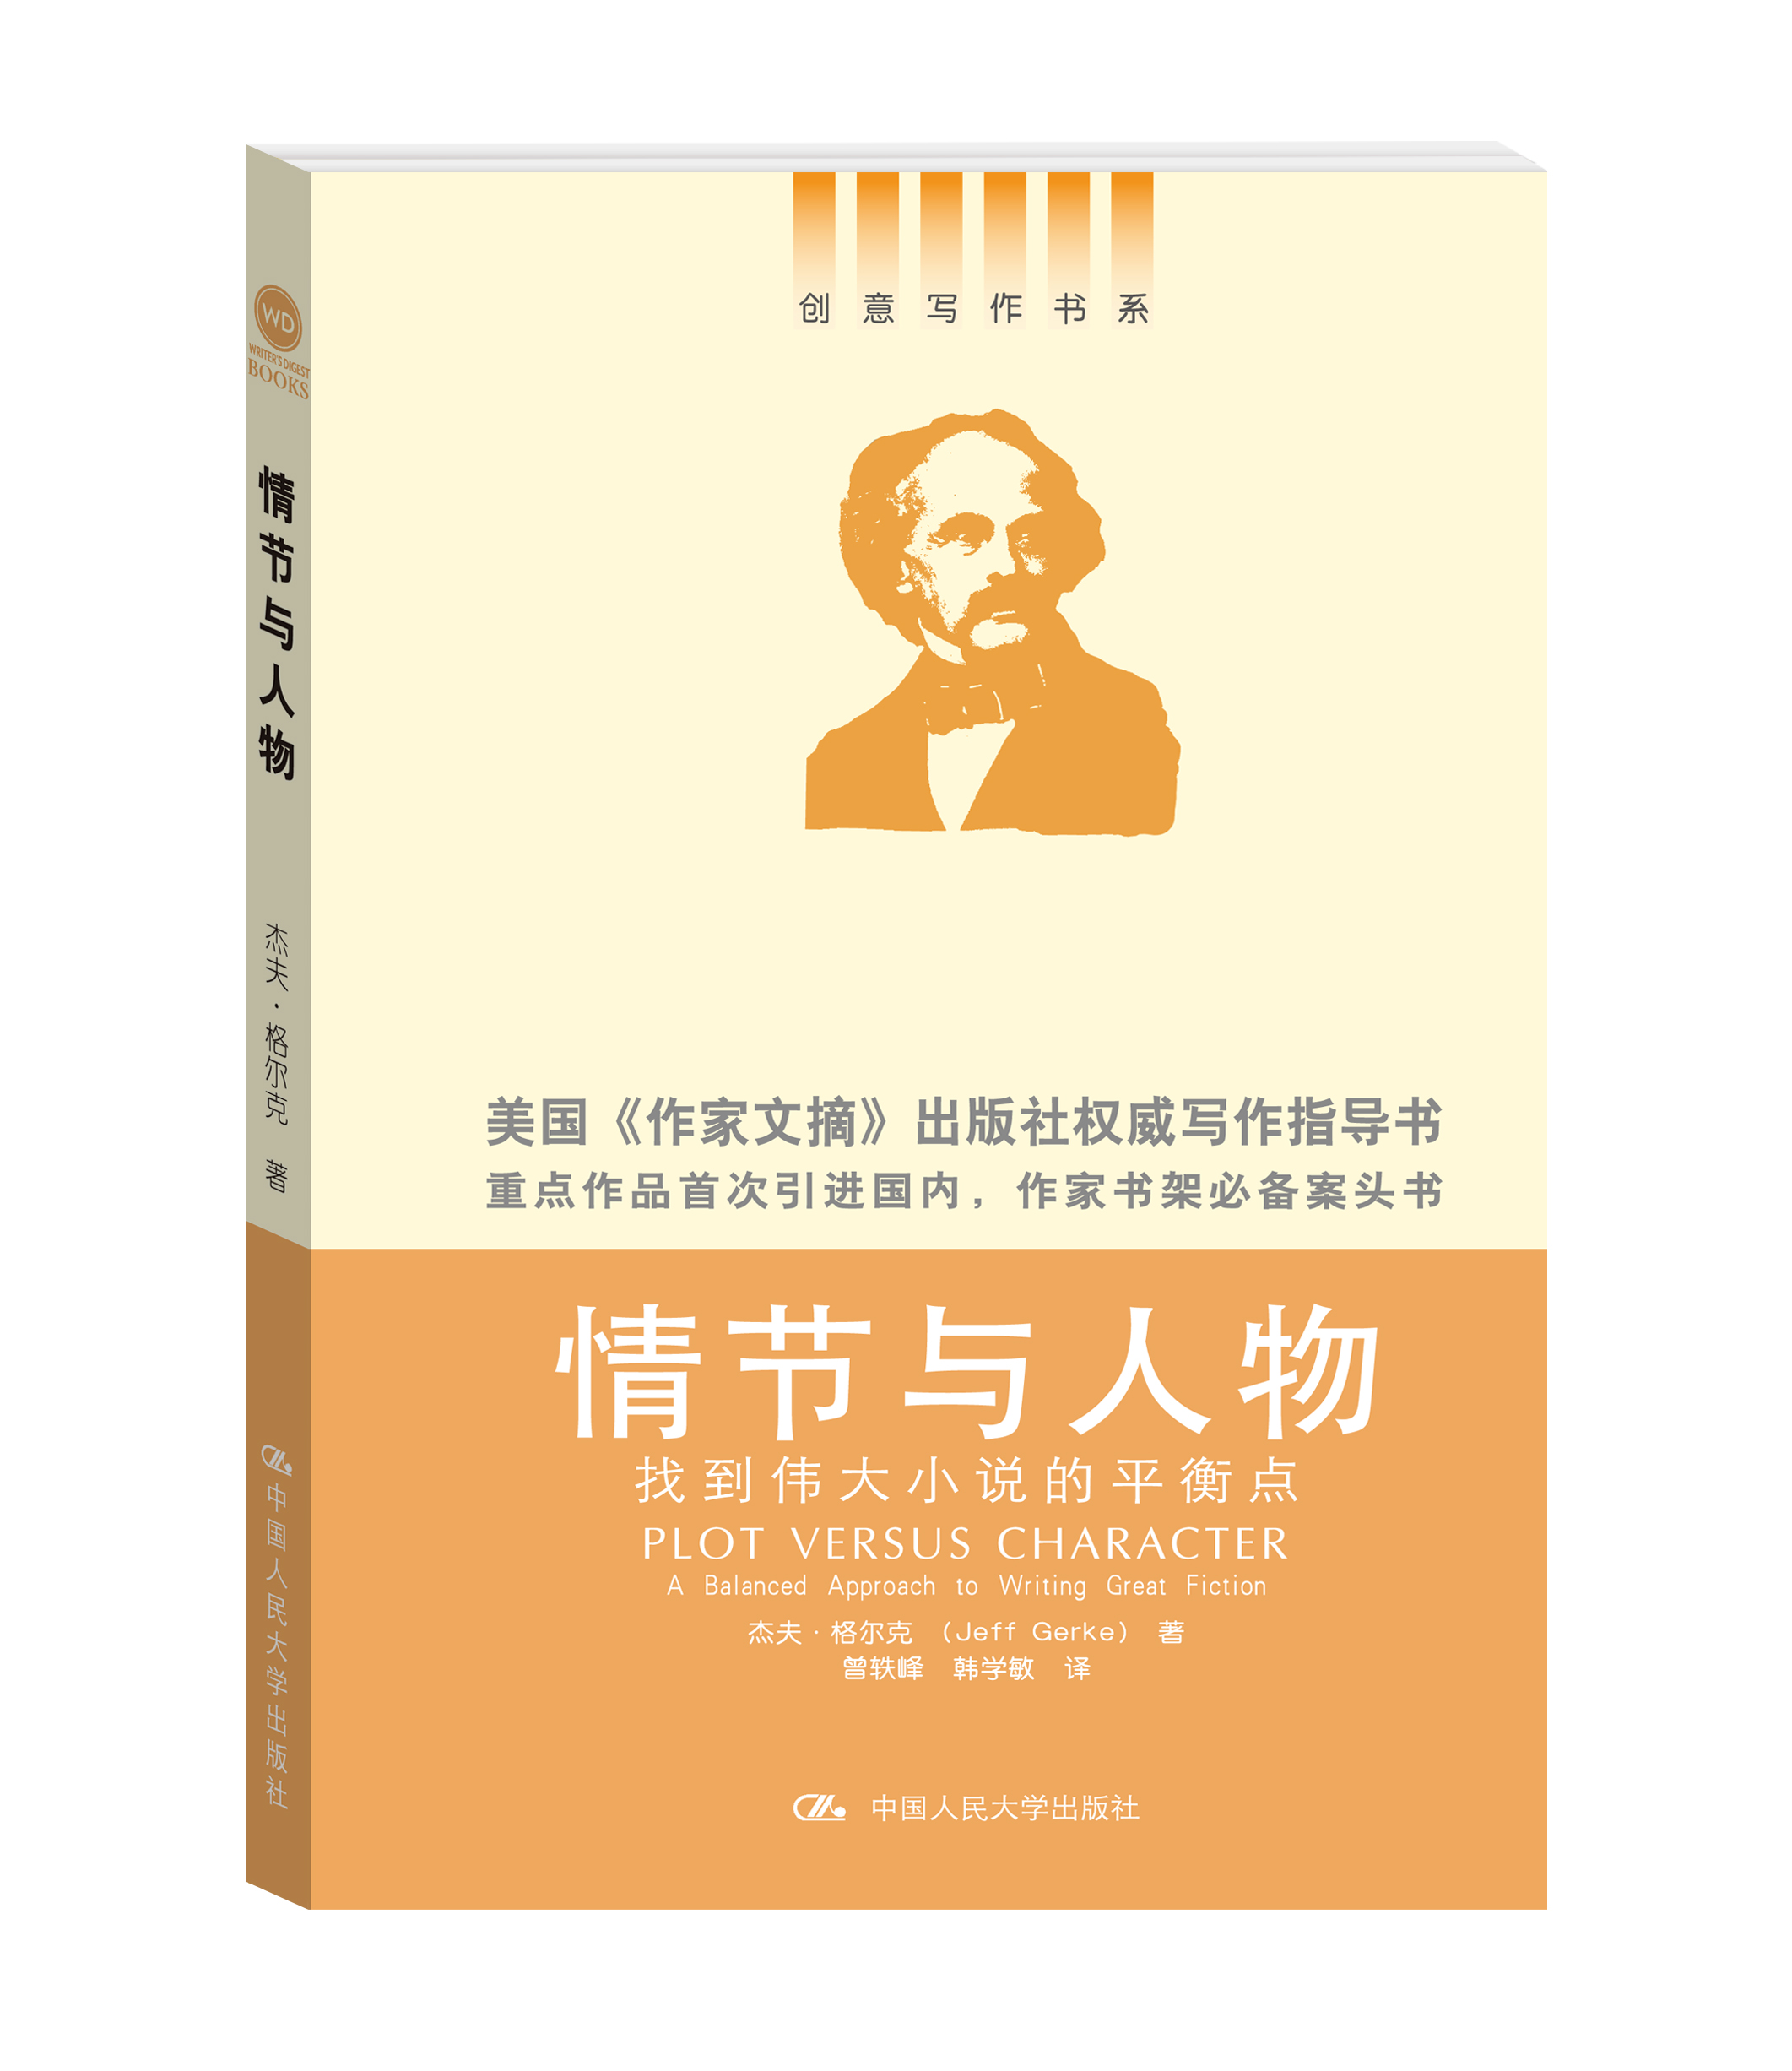 创意写作书系
美国《作家文摘》出版社权威写作指导书
重点作品首次引进国内，作家书架必备案头书
情节与人物
找到伟大小说的平衡点
PLOT VERSUS CHARACTER
A Balanced Approach to Writing Great Fiction
杰夫·格尔克 (Jeff Gerke) 著
曾轶峰 韩学敏 译
中国人民大学出版社
WD
WRITER'S DIGEST
BOOKS
情节与人物
杰夫·格尔克 著
中国人民大学出版社